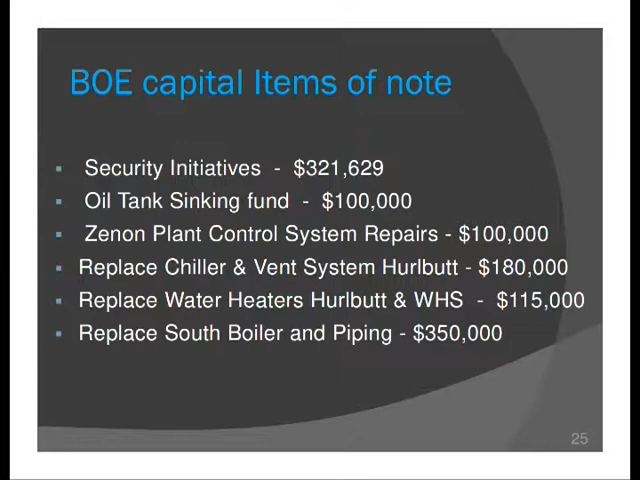 BOE capital Items of note
▪ Security Initiatives - $321,629
▪ Oil Tank Sinking fund - $100,000
▪ Zenon Plant Control System Repairs - $100,000
▪ Replace Chiller & Vent System Hurlbutt - $180,000
▪ Replace Water Heaters Hurlbutt & WHS - $115,000
▪ Replace South Boiler and Piping - $350,000
25